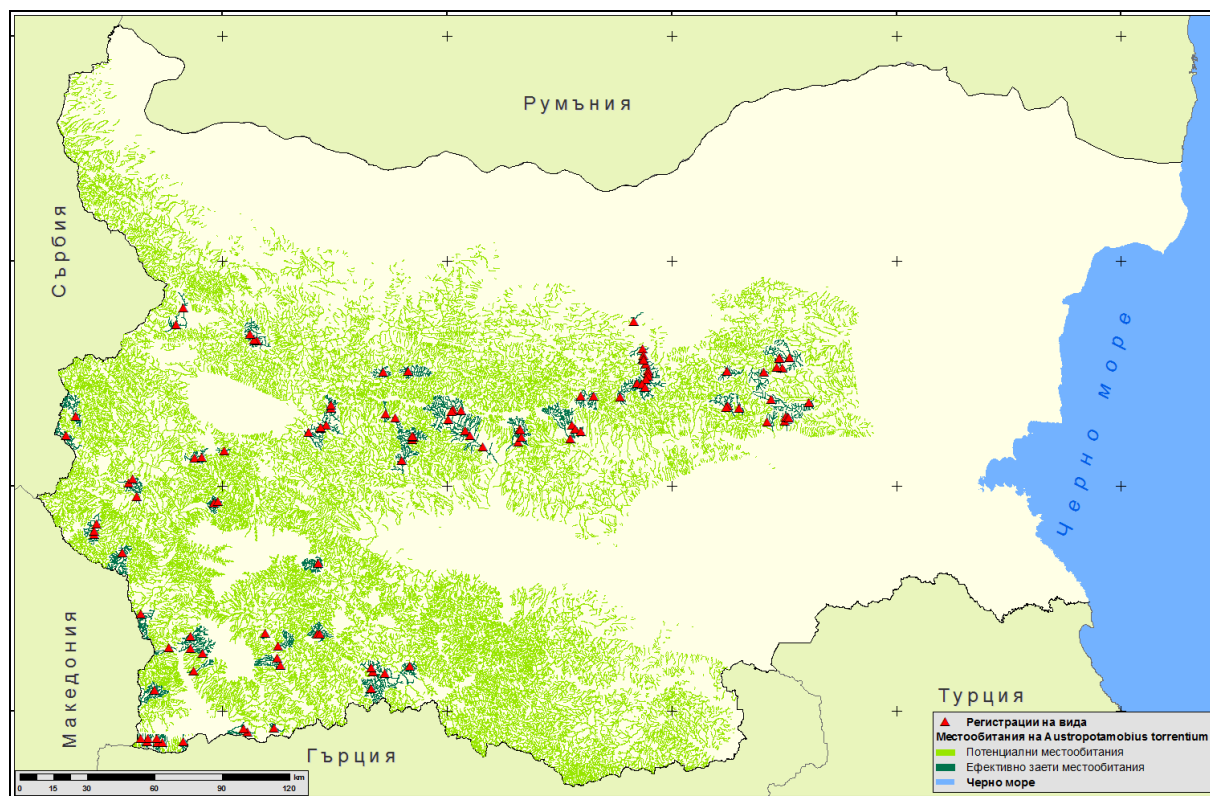 Румъния
Сърбия
Черно море
Македония
Гърция
Турция
Регистрации на вида
Местообитания на Austropotamobius torrentium
Потенциални местообитания
Ефективно заети местообитания
Черно море
km
0 15 30 60 90 120